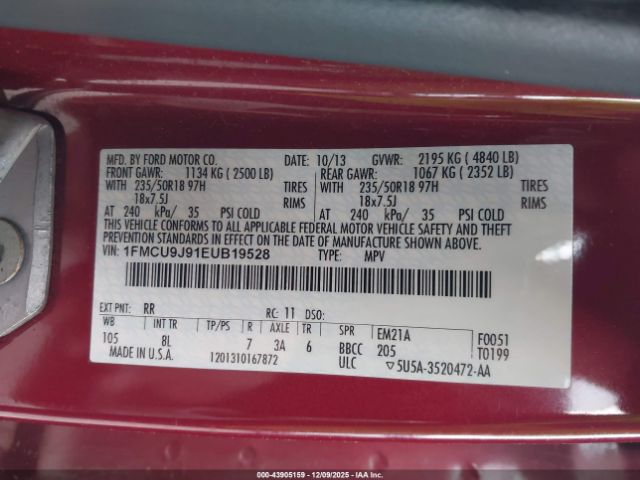 MFD. BY FORD MOTOR CO. DATE: 10/13 GVWR: 2195 KG ( 4840 LB)
FRONT GAWR: 1134 KG ( 2500 LB) REAR GAWR: 1067 KG ( 2352 LB)
WITH 235/50R18 97H TIRES WITH 235/50R18 97H TIRES
18x7.5J RIMS 18x7.5J RIMS
AT 240 kPa/ 35 PSI COLD AT 240 kPa/ 35 PSI COLD
THIS VEHICLE CONFORMS TO ALL APPLICABLE FEDERAL MOTOR VEHICLE SAFETY AND THEFT
PREVENTION STANDARDS IN EFFECT ON THE DATE OF MANUFACTURE SHOWN ABOVE.
VIN: 1FMCU9J91EUB19528 TYPE: MPV
EXT PNT: RR RC: 11 DSO:
WB INT TR TP/PS R AXLE TR SPR EM21A F0051
105 8L 7 3A 6 BBCC 205 T0199
MADE IN U.S.A. 1201310167872 ULC ▽5U5A-3520472-AA
© -- 43905159 -- 12/09/2025 -- IAA